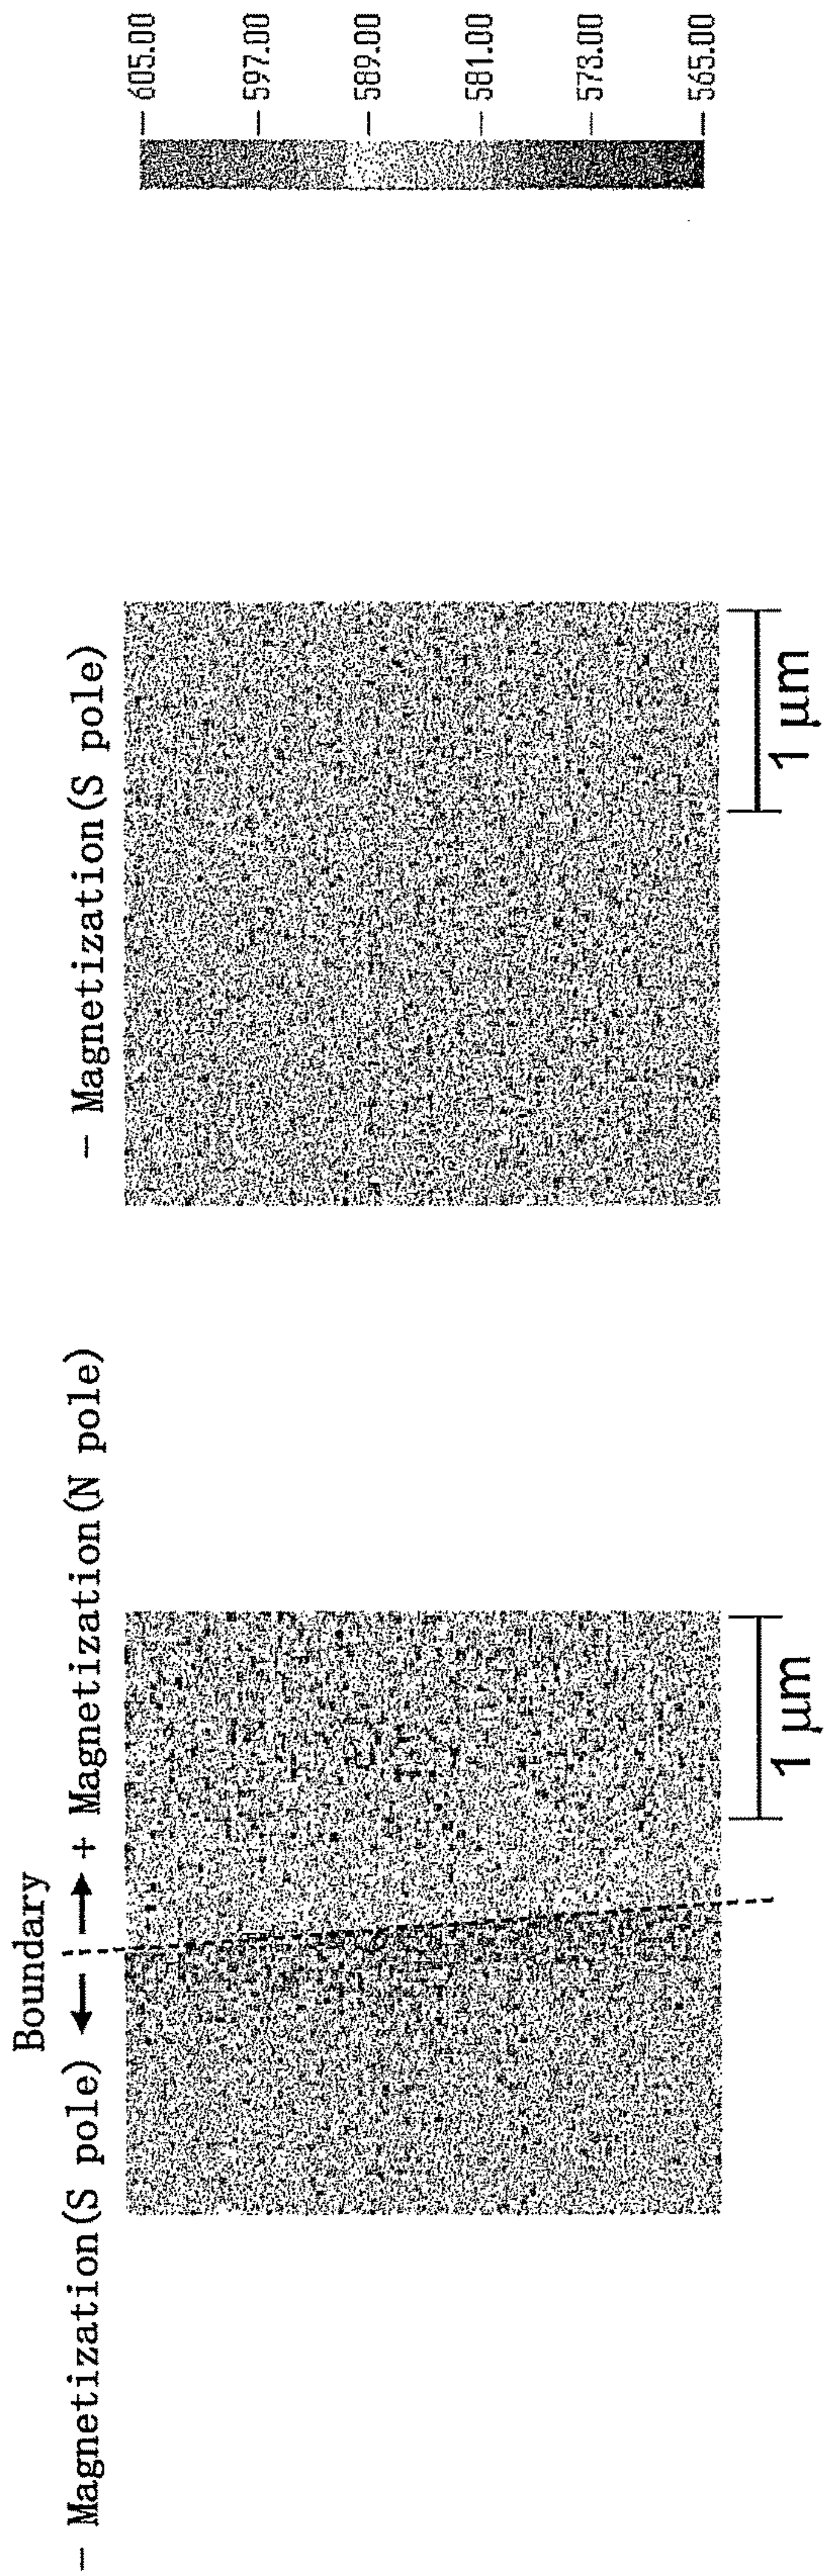 Boundary
− Magnetization(S pole) ← → + Magnetization(N pole)
1 μm
− Magnetization(S pole)
1 μm
605.00
597.00
589.00
581.00
573.00
565.00